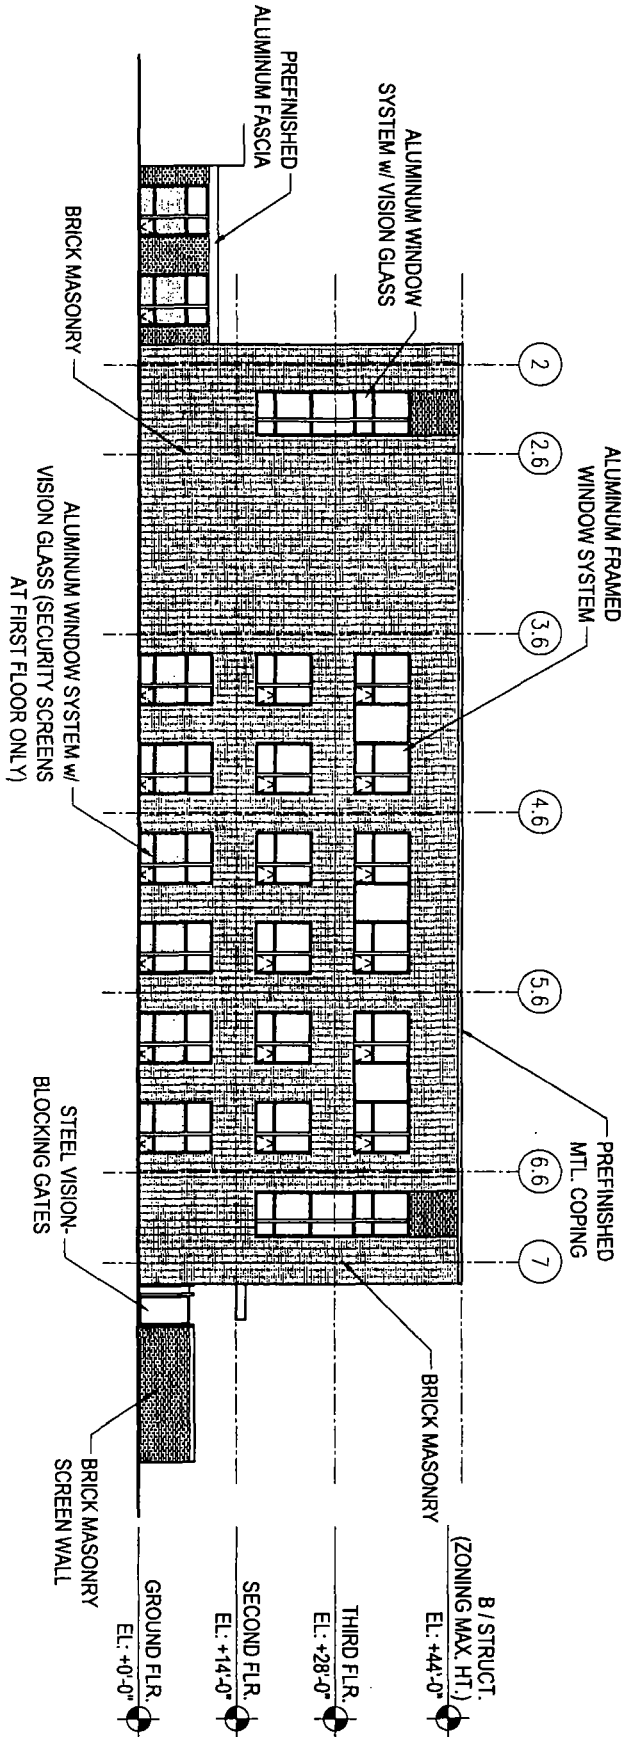 2
2.6
3.6
4.6
5.6
6.6
7
ALUMINUM FRAMED
WINDOW SYSTEM
PREFINISHED
MTL. COPING
ALUMINUM WINDOW
SYSTEM w/ VISION GLASS
PREFINISHED
ALUMINUM FASCIA
BRICK MASONRY
B / STRUCT.
(ZONING MAX. HT.)
EL: +44'-0"
THIRD FLR.
EL: +28'-0"
SECOND FLR.
EL: +14'-0"
GROUND FLR.
EL: +0'-0"
BRICK MASONRY
ALUMINUM WINDOW SYSTEM w/
VISION GLASS (SECURITY SCREENS
AT FIRST FLOOR ONLY)
STEEL VISION-
BLOCKING GATES
BRICK MASONRY
SCREEN WALL